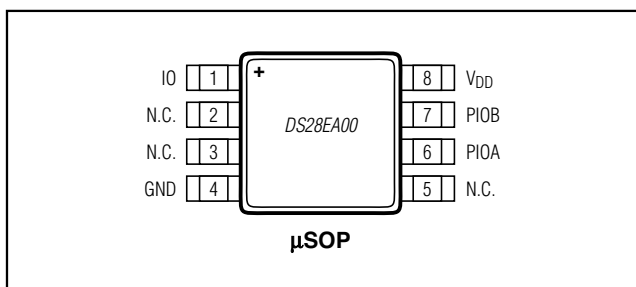 IO 1 + 8 VDD
N.C. 2 DS28EA00 7 PIOB
N.C. 3 6 PIOA
GND 4 5 N.C.
µSOP